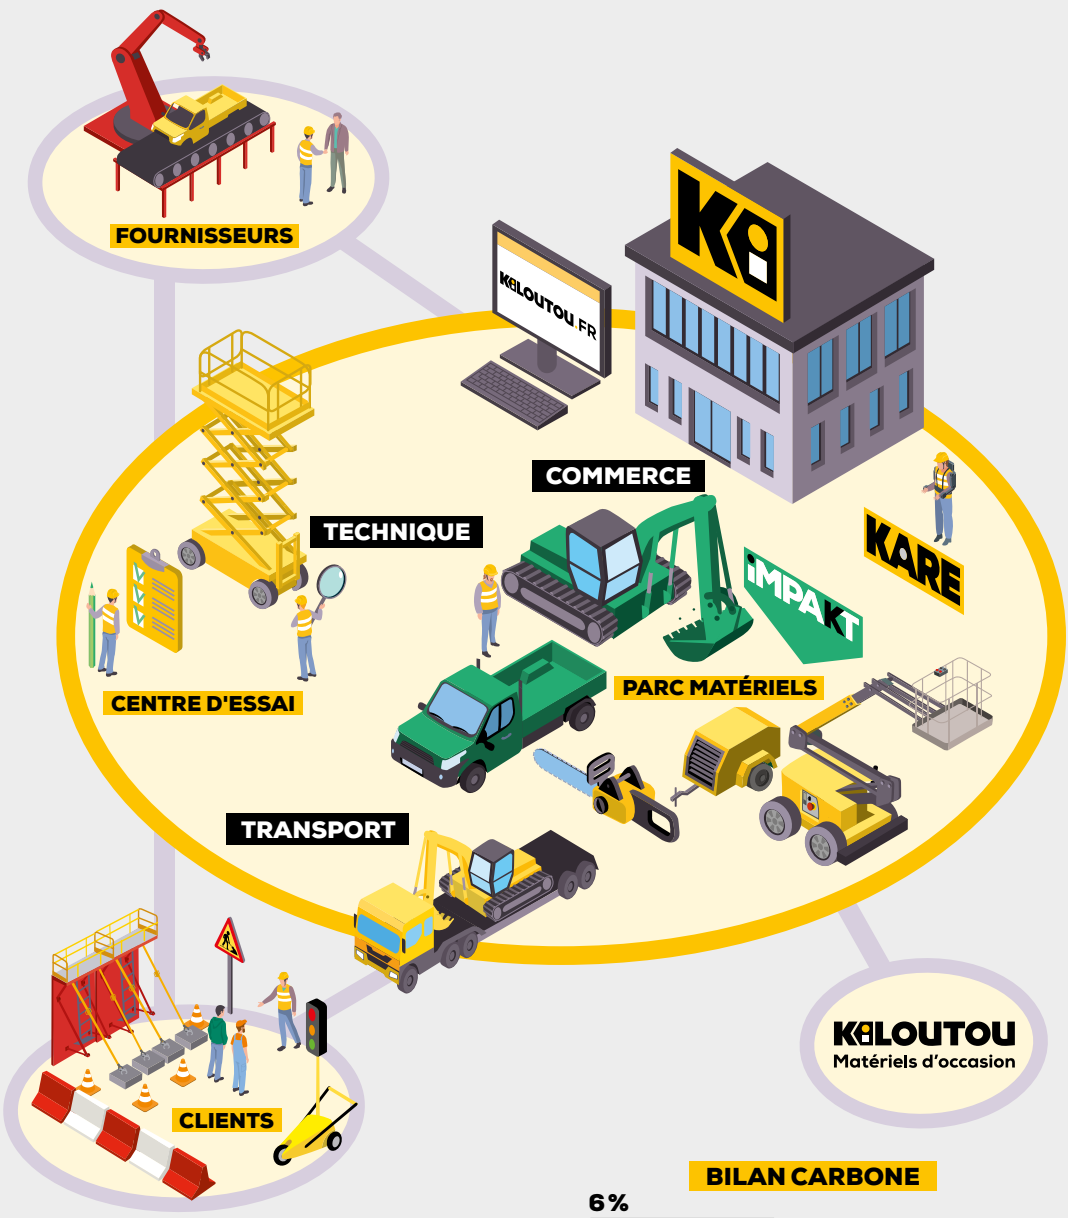 FOURNISSEURS
Ki
KiLOUTOU.FR
COMMERCE
TECHNIQUE
iMPAKT
KARE
PARC MATÉRIELS
CENTRE D'ESSAI
TRANSPORT
KiLOUTOU
Matériels d'occasion
CLIENTS
BILAN CARBONE
6%